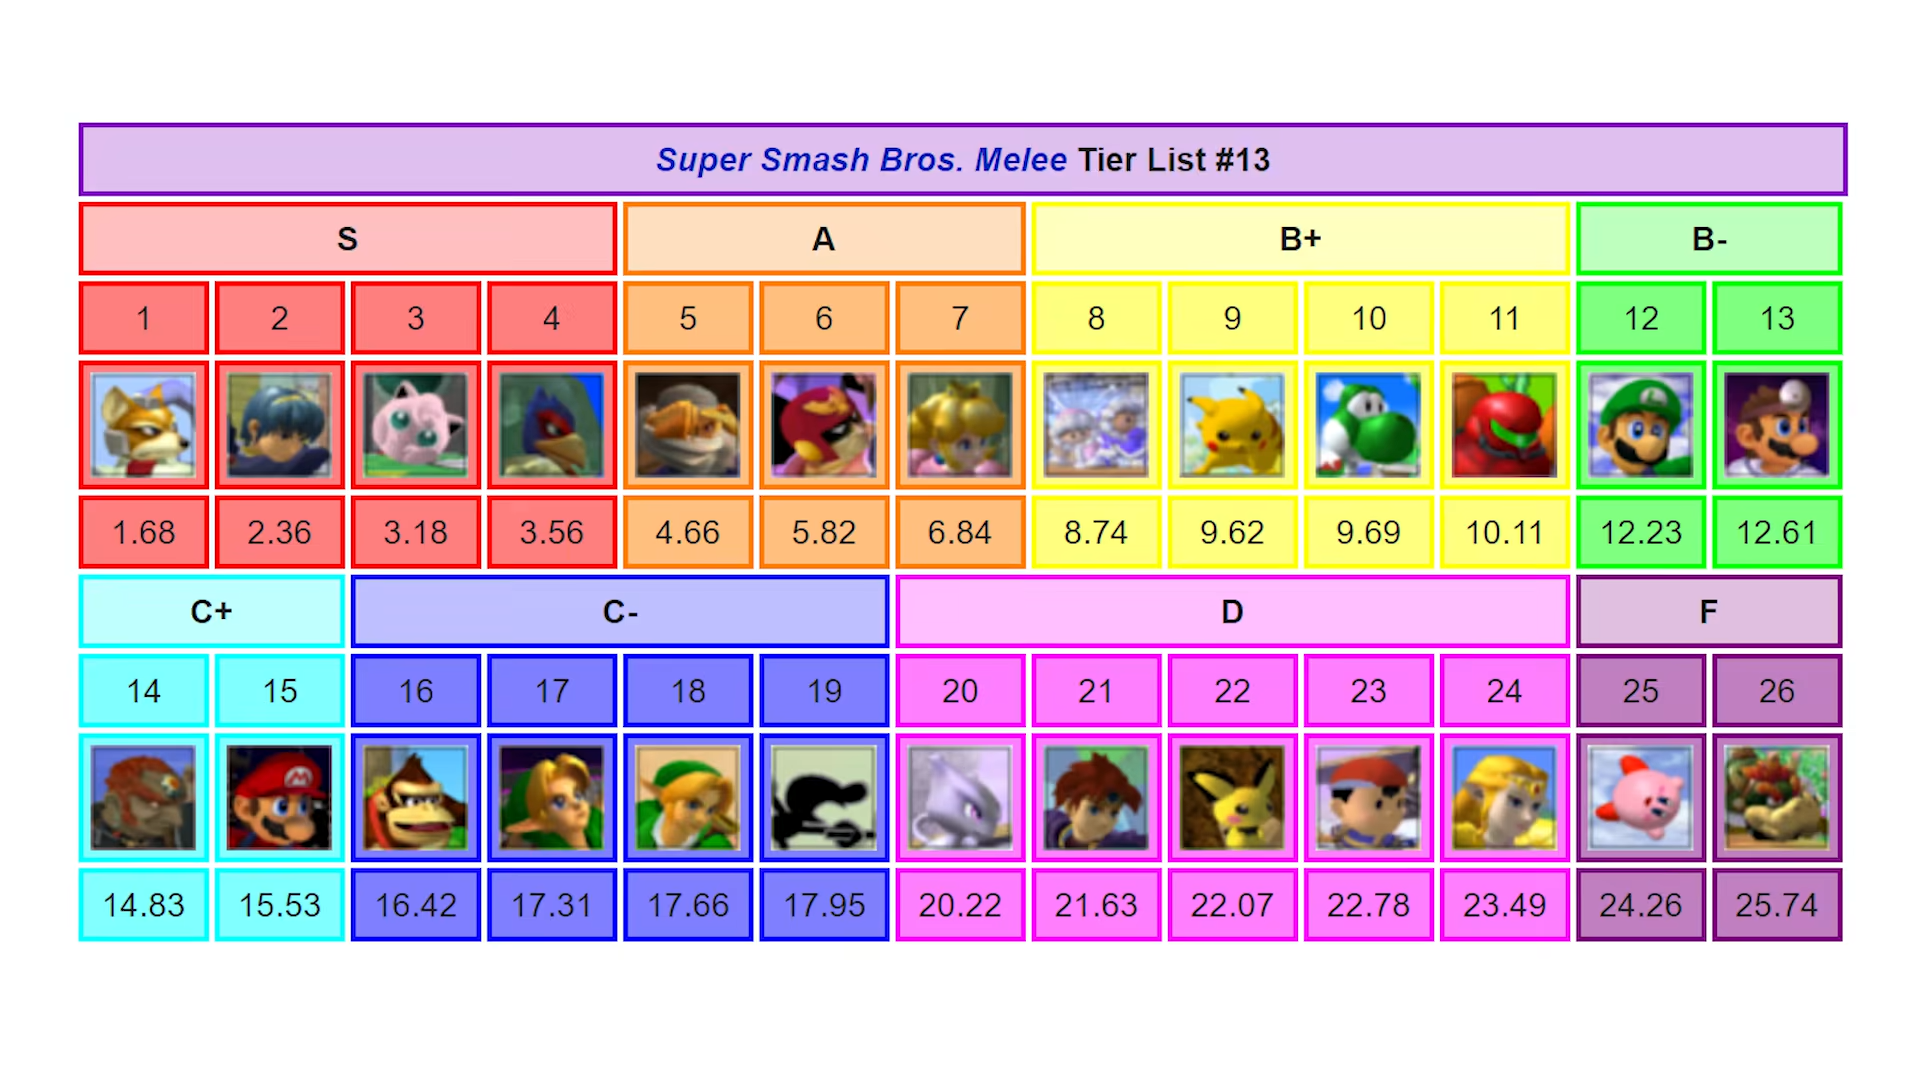 Super Smash Bros. Melee Tier List #13
S A B+ B-
1 2 3 4 5 6 7 8 9 10 11 12 13
1.68 2.36 3.18 3.56 4.66 5.82 6.84 8.74 9.62 9.69 10.11 12.23 12.61
C+ C- D F
14 15 16 17 18 19 20 21 22 23 24 25 26
14.83 15.53 16.42 17.31 17.66 17.95 20.22 21.63 22.07 22.78 23.49 24.26 25.74